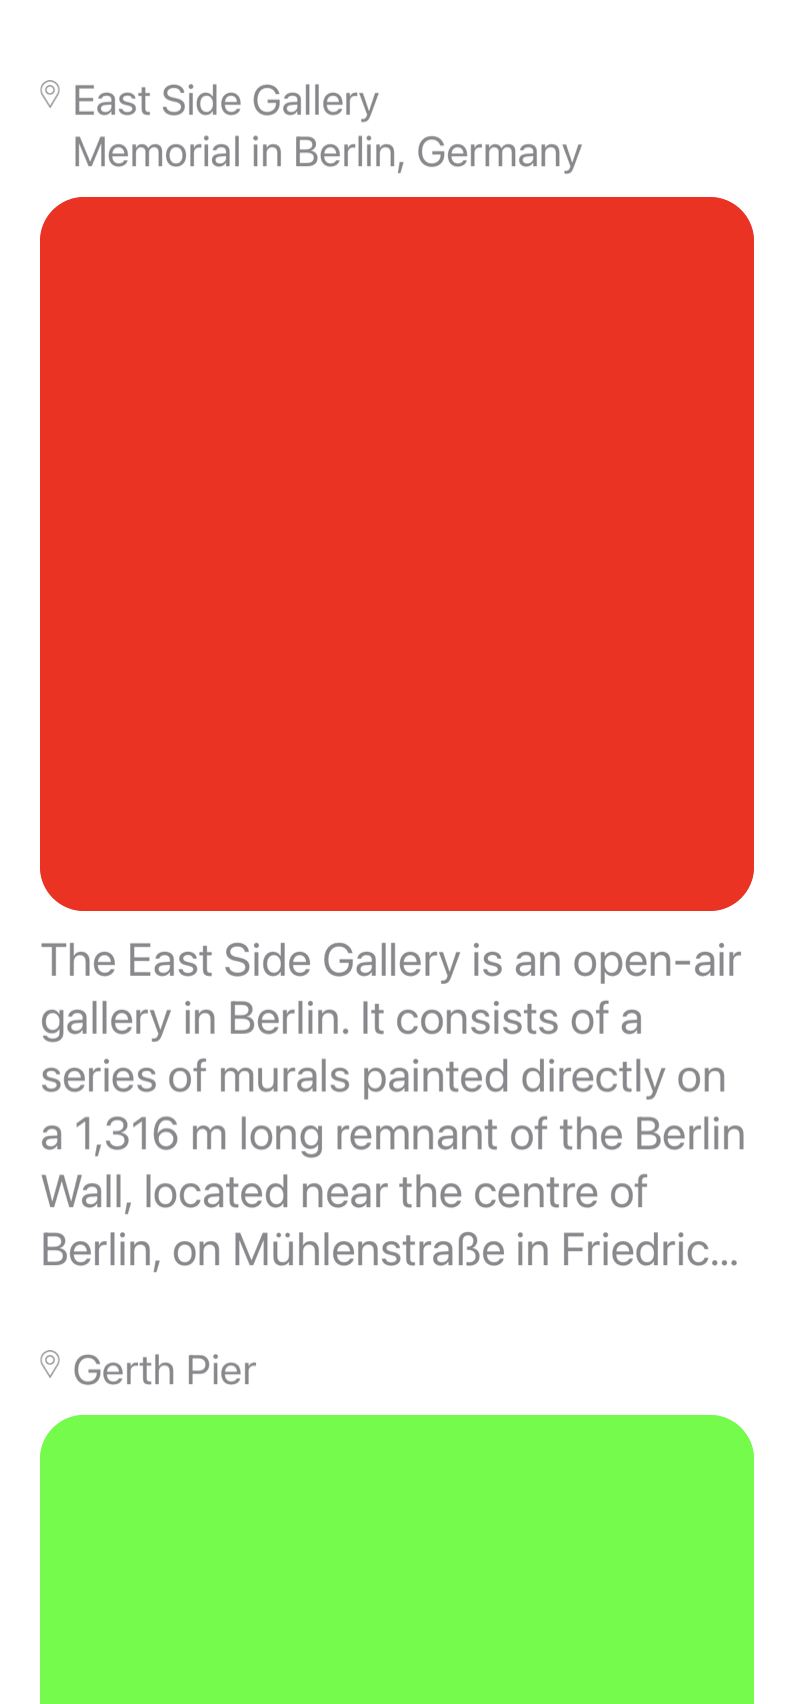 East Side Gallery
Memorial in Berlin, Germany
The East Side Gallery is an open-air
gallery in Berlin. It consists of a
series of murals painted directly on
a 1,316 m long remnant of the Berlin
Wall, located near the centre of
Berlin, on Mühlenstraße in Friedric...
Gerth Pier